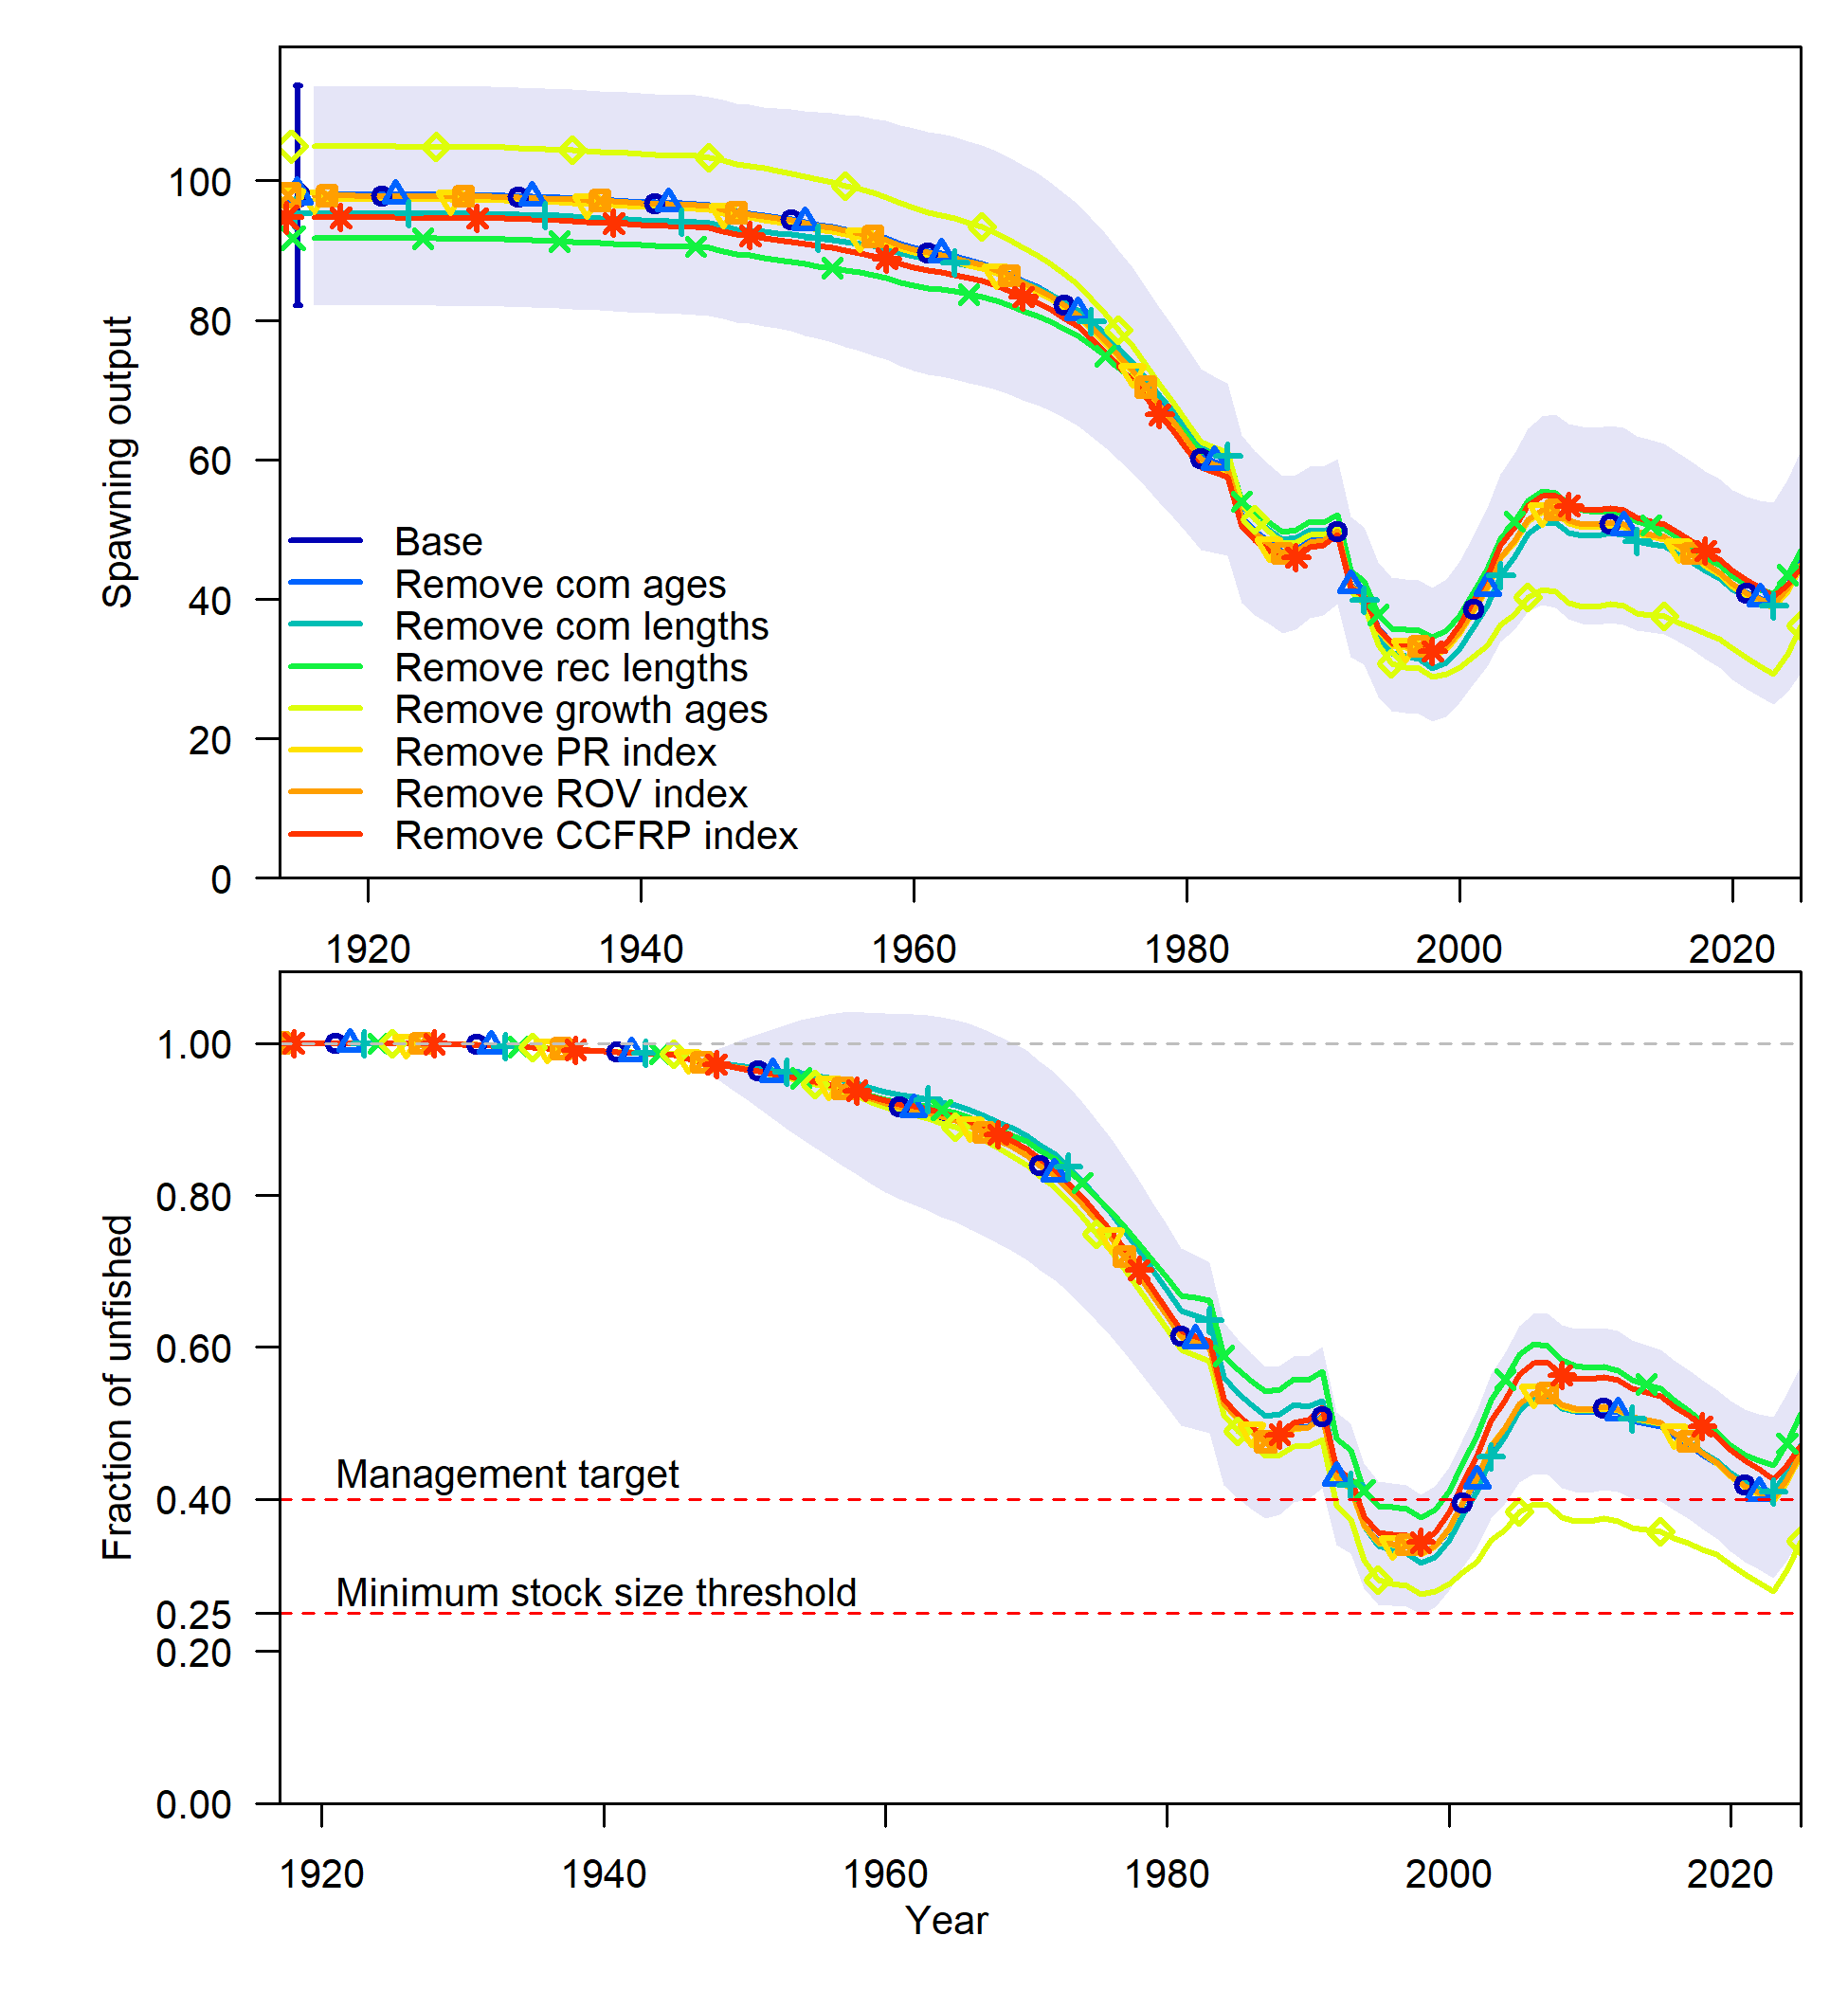 Spawning output
100
80
60
40
20
0
Base
Remove com ages
Remove com lengths
Remove rec lengths
Remove growth ages
Remove PR index
Remove ROV index
Remove CCFRP index
1920 1940 1960 1980 2000 2020
Fraction of unfished
1.00
0.80
0.60
0.40
0.25
0.20
0.00
Management target
Minimum stock size threshold
1920 1940 1960 1980 2000 2020
Year